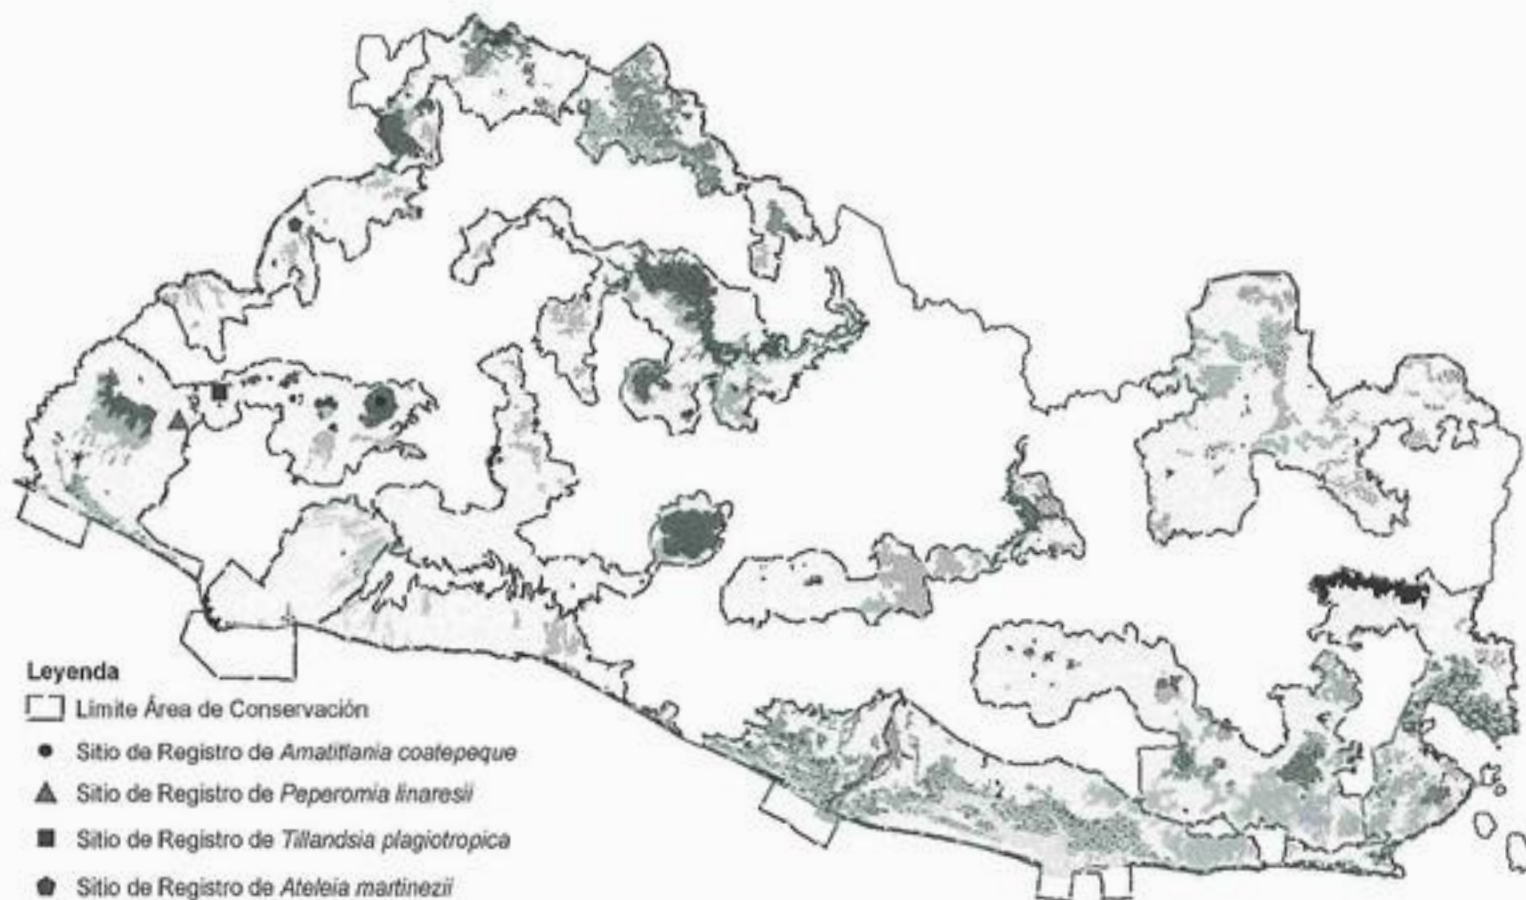 Leyenda
Límite Área de Conservación
Sitio de Registro de Amatitlania coatepeque
Sitio de Registro de Peperomia linaresii
Sitio de Registro de Tillandsia plagiotropica
Sitio de Registro de Ateleia martinezii